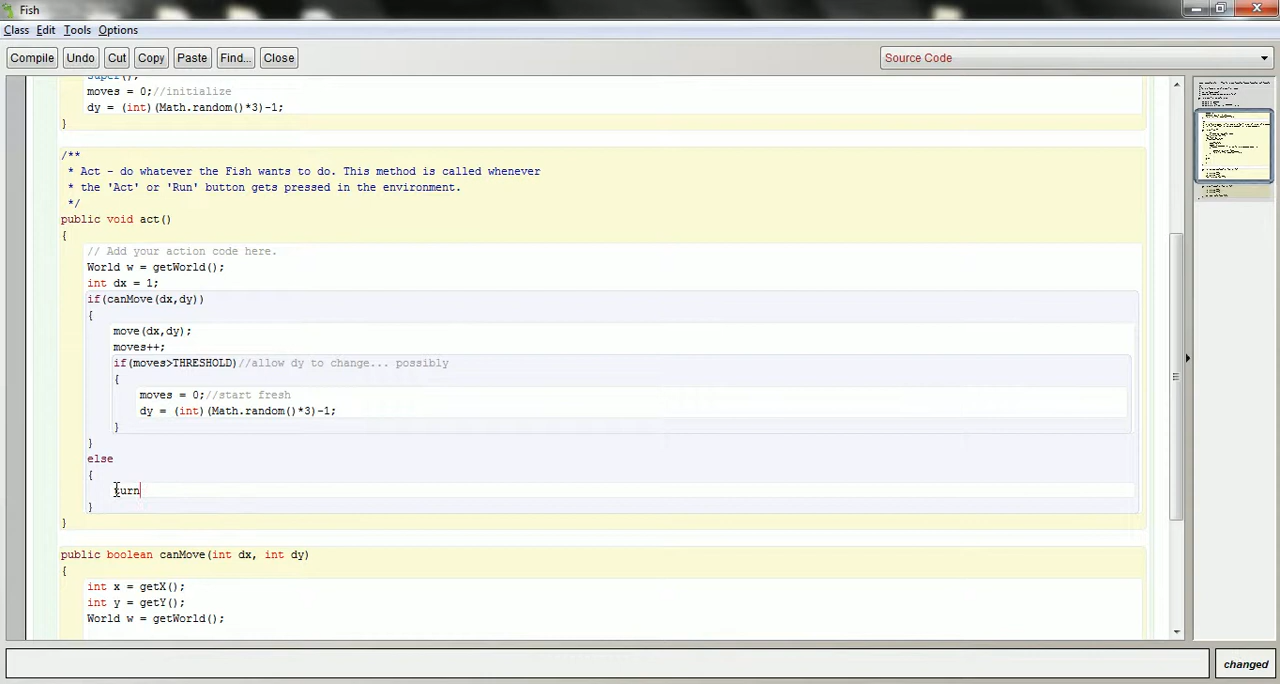 Fish
Class Edit Tools Options
Compile Undo Cut Copy Paste Find... Close Source Code
super();
moves = 0;//initialize
dy = (int)(Math.random()*3)-1;
}
/**
* Act - do whatever the Fish wants to do. This method is called whenever
* the 'Act' or 'Run' button gets pressed in the environment.
*/
public void act()
{
// Add your action code here.
World w = getWorld();
int dx = 1;
if(canMove(dx,dy))
{
move(dx,dy);
moves++;
if(moves>THRESHOLD)//allow dy to change... possibly
{
moves = 0;//start fresh
dy = (int)(Math.random()*3)-1;
}
}
else
{
turn
}
}
public boolean canMove(int dx, int dy)
{
int x = getX();
int y = getY();
World w = getWorld();
changed